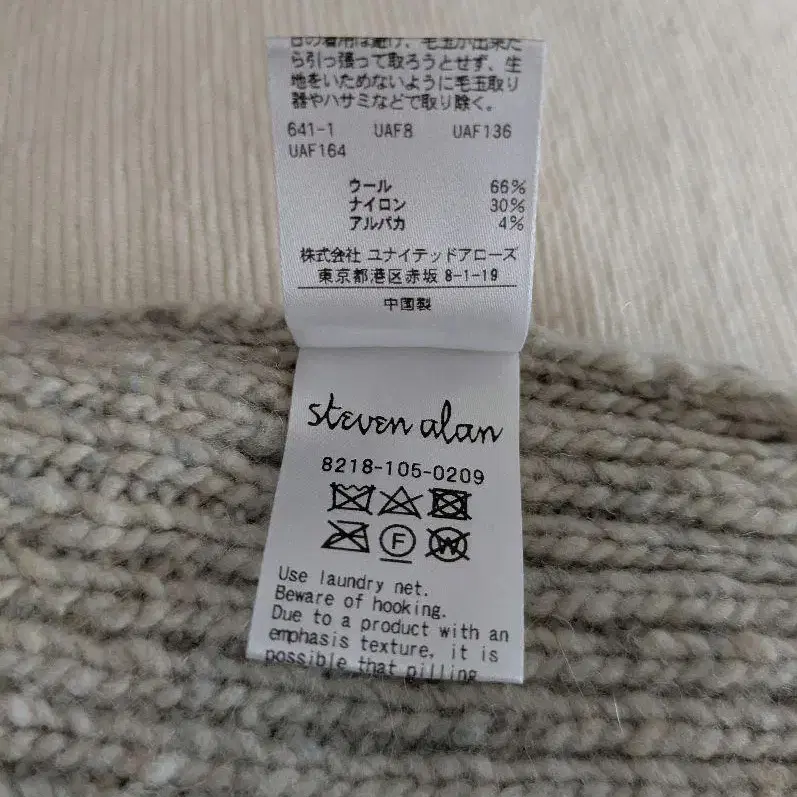 日の着用は避け、毛玉が出来た
ら引っ張って取ろうとせず、生
地をいためないように毛玉取り
器やハサミなどで取り除く。
641-1 UAF8 UAF136
UAF164
ウール 66%
ナイロン 30%
アルパカ 4%
株式会社 ユナイテッドアローズ
東京都港区赤坂 8-1-19
中国製
steven alan
8218-105-0209
F
W
Use laundry net.
Beware of hooking.
Due to a product with an
emphasis texture, it is
possible that pilling